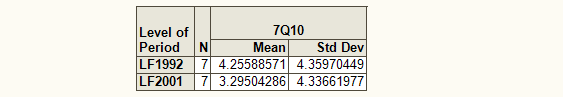 Level of Period N 7Q10
Mean Std Dev
LF1992 7 4.25588571 4.35970449
LF2001 7 3.29504286 4.33661977